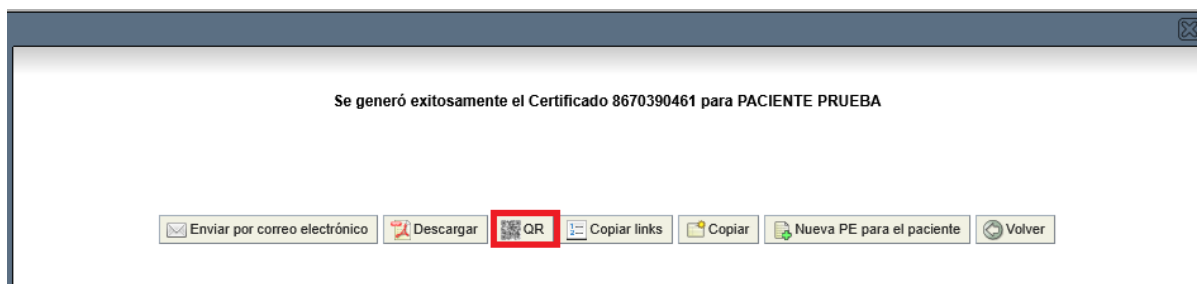 Se generó exitosamente el Certificado 8670390461 para PACIENTE PRUEBA
Enviar por correo electrónico Descargar QR Copiar links Copiar Nueva PE para el paciente Volver